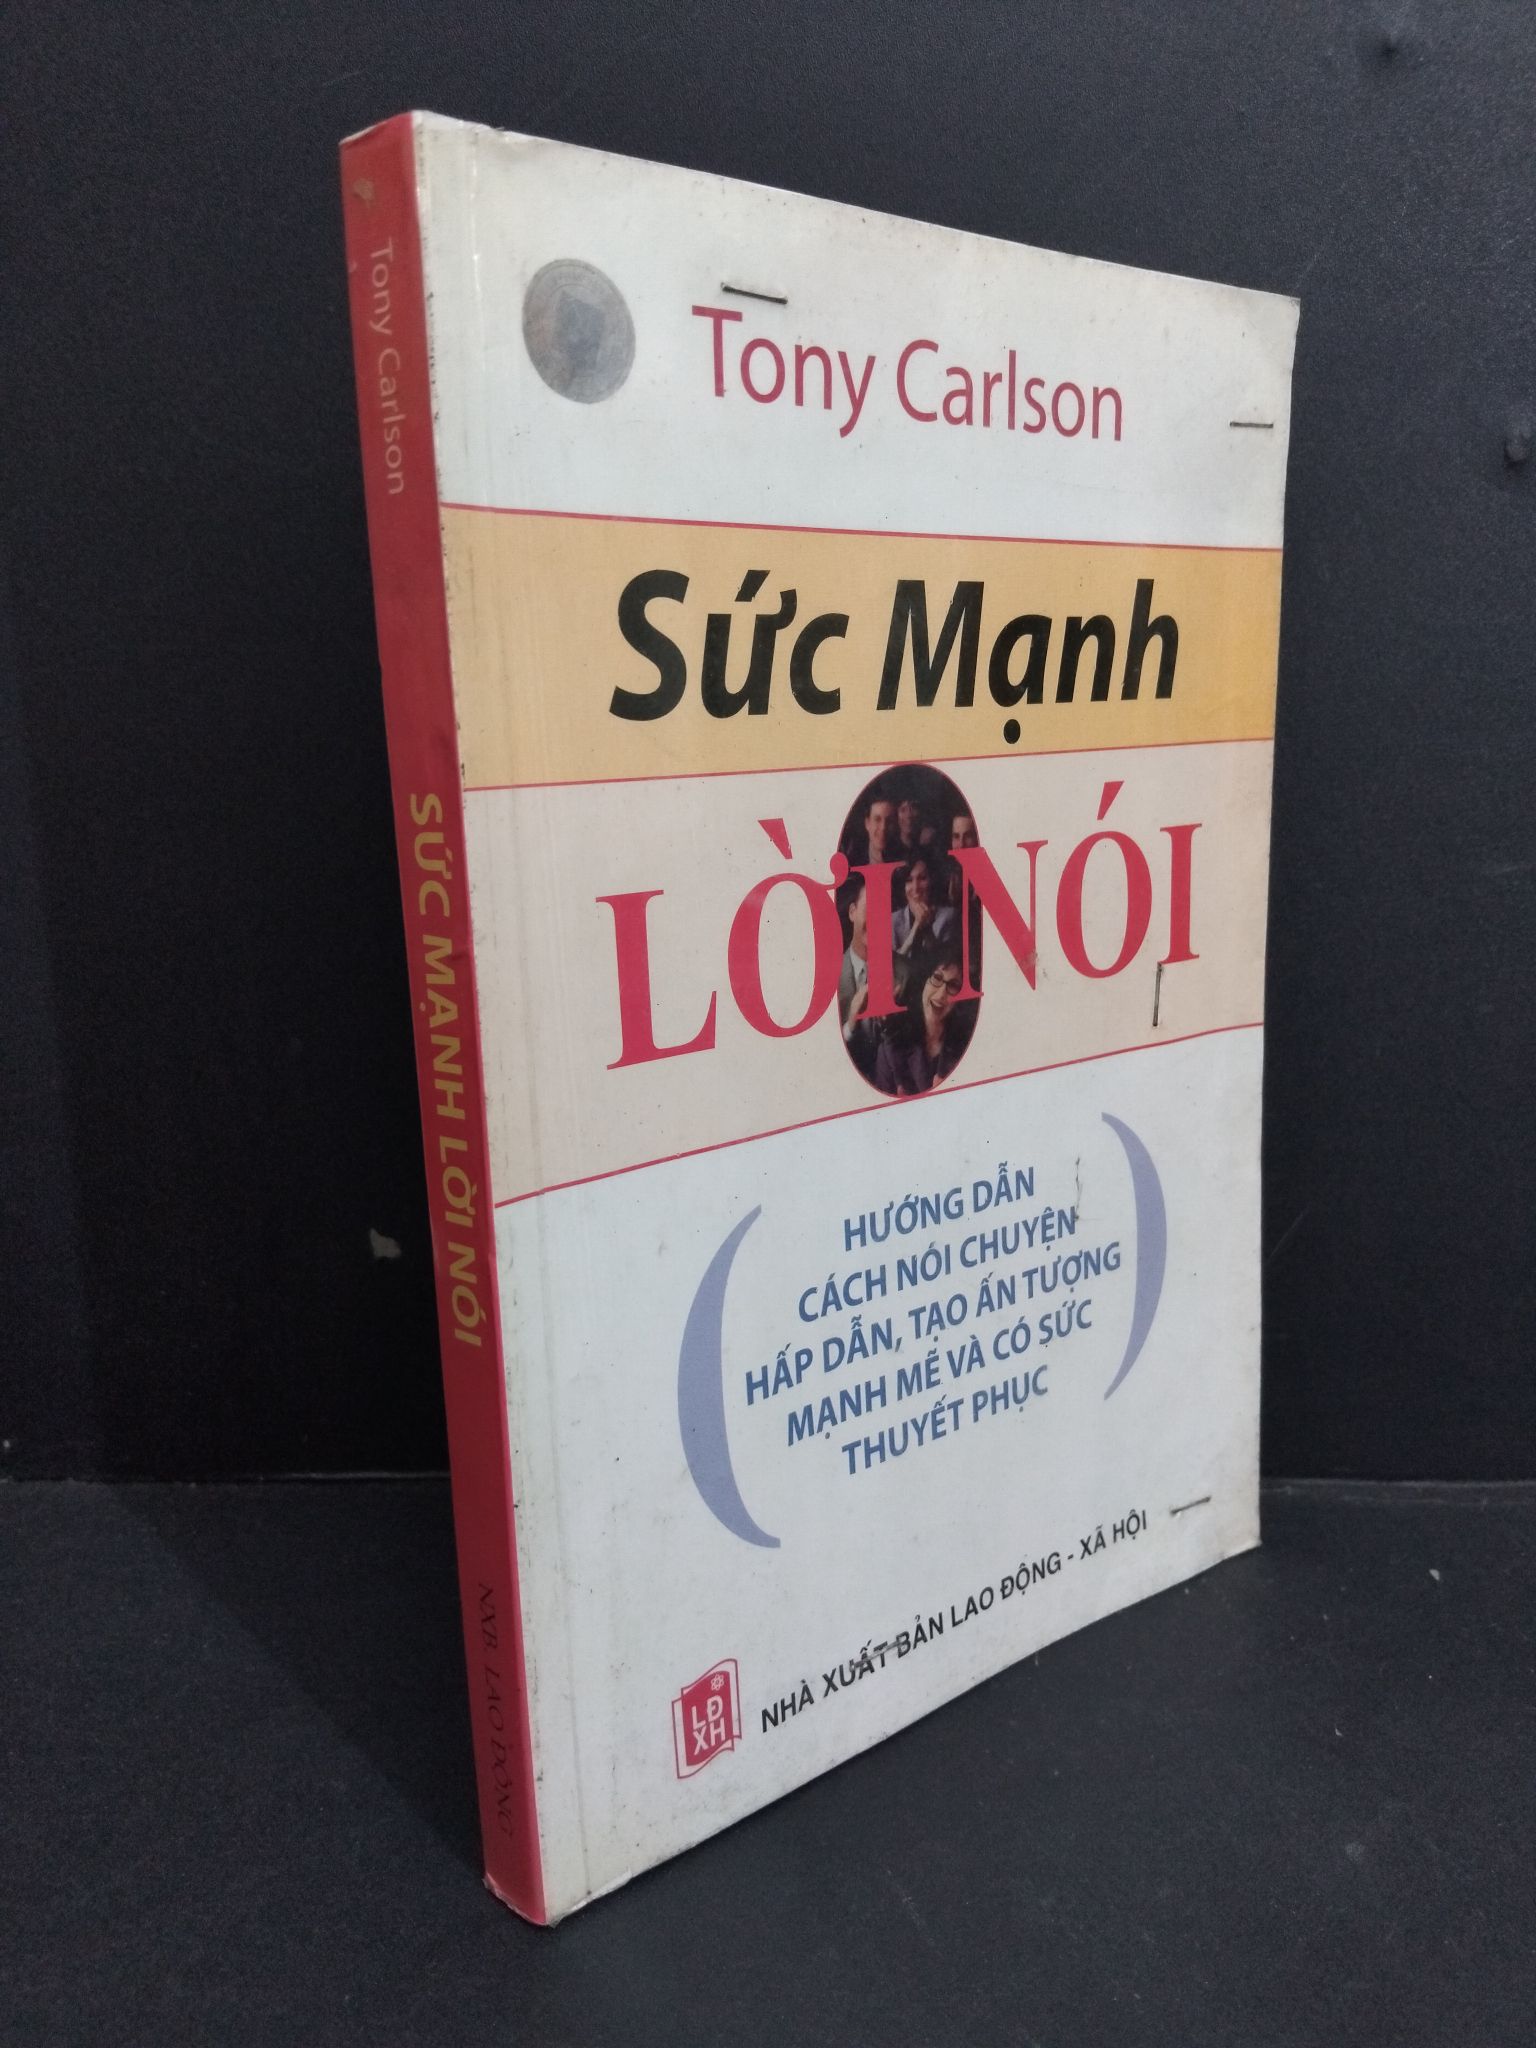 Tony Carlson
SỨC MẠNH LỜI NÓI
NXB. LAO ĐỘNG
Tony Carlson
Sức Mạnh
LỜI NÓI
HƯỚNG DẪN
CÁCH NÓI CHUYỆN
HẤP DẪN, TẠO ẤN TƯỢNG
MẠNH MẼ VÀ CÓ SỨC
THUYẾT PHỤC
LĐ
XH
NHÀ XUẤT BẢN LAO ĐỘNG - XÃ HỘI